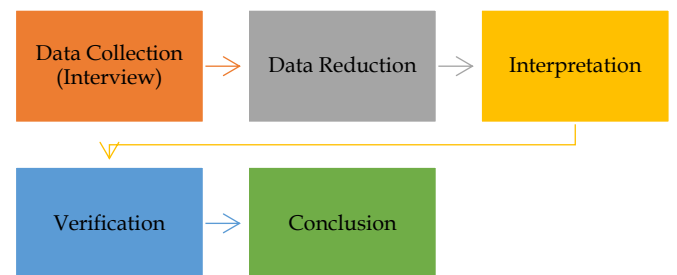 Data Collection
(Interview)
Data Reduction
Interpretation
Verification
Conclusion